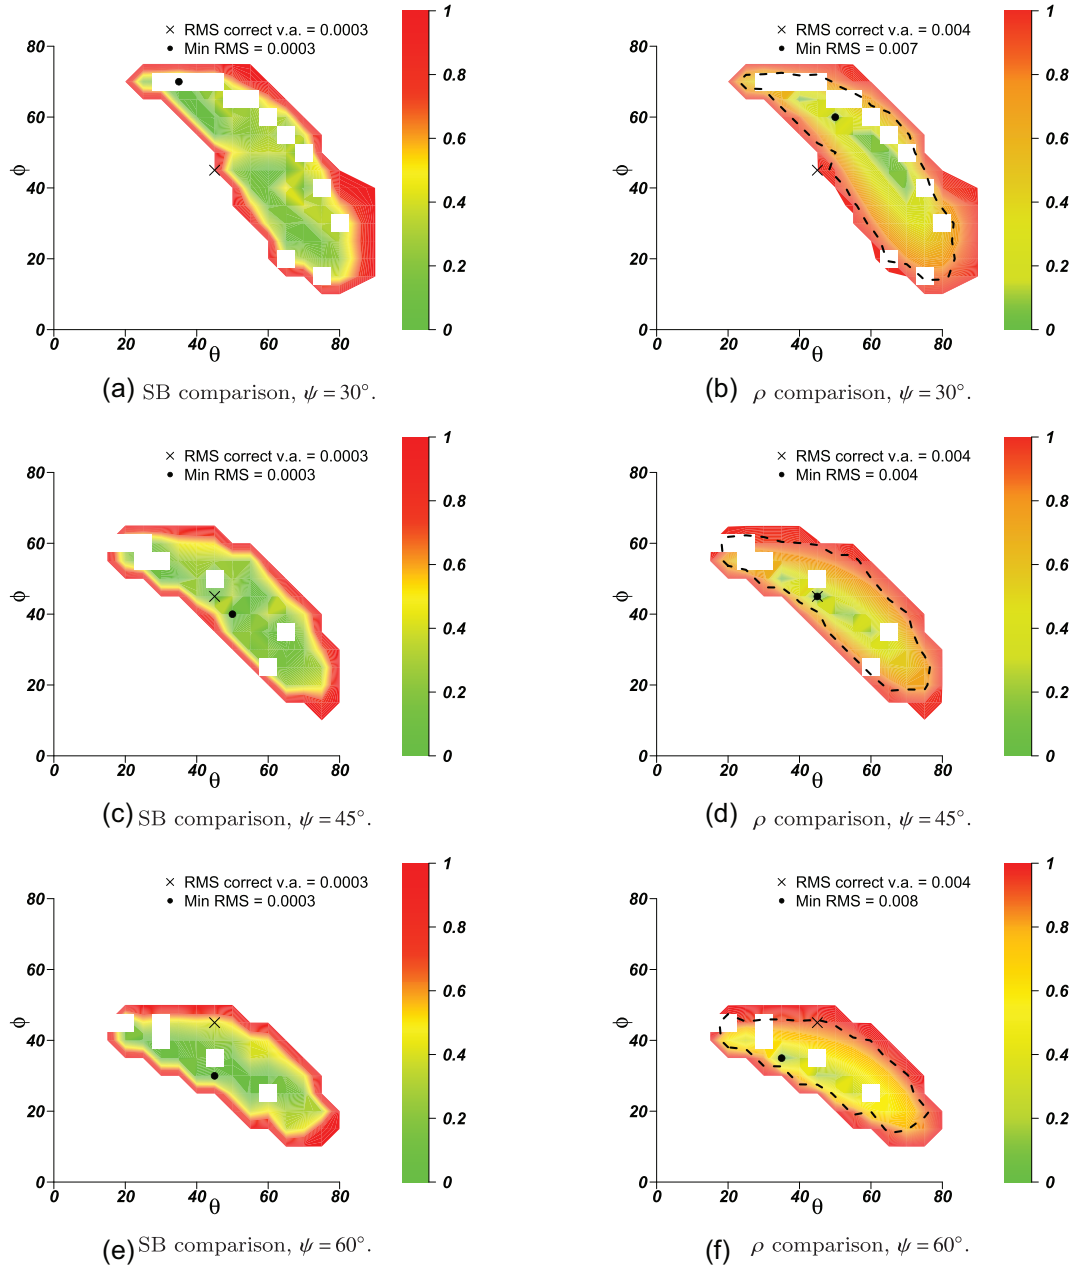 × RMS correct v.a. = 0.0003
• Min RMS = 0.0003
80
60
ϕ
40
20
0
0 20 40 60 80
θ
1
0.8
0.6
0.4
0.2
0
(a) SB comparison, ψ = 30°.
× RMS correct v.a. = 0.004
• Min RMS = 0.007
80
60
ϕ
40
20
0
0 20 40 60 80
θ
1
0.8
0.6
0.4
0.2
0
(b) ρ comparison, ψ = 30°.
× RMS correct v.a. = 0.0003
• Min RMS = 0.0003
80
60
ϕ
40
20
0
0 20 40 60 80
θ
1
0.8
0.6
0.4
0.2
0
(c) SB comparison, ψ = 45°.
× RMS correct v.a. = 0.004
• Min RMS = 0.004
80
60
ϕ
40
20
0
0 20 40 60 80
θ
1
0.8
0.6
0.4
0.2
0
(d) ρ comparison, ψ = 45°.
× RMS correct v.a. = 0.0003
• Min RMS = 0.0003
80
60
ϕ
40
20
0
0 20 40 60 80
θ
1
0.8
0.6
0.4
0.2
0
(e) SB comparison, ψ = 60°.
× RMS correct v.a. = 0.004
• Min RMS = 0.008
80
60
ϕ
40
20
0
0 20 40 60 80
θ
1
0.8
0.6
0.4
0.2
0
(f) ρ comparison, ψ = 60°.